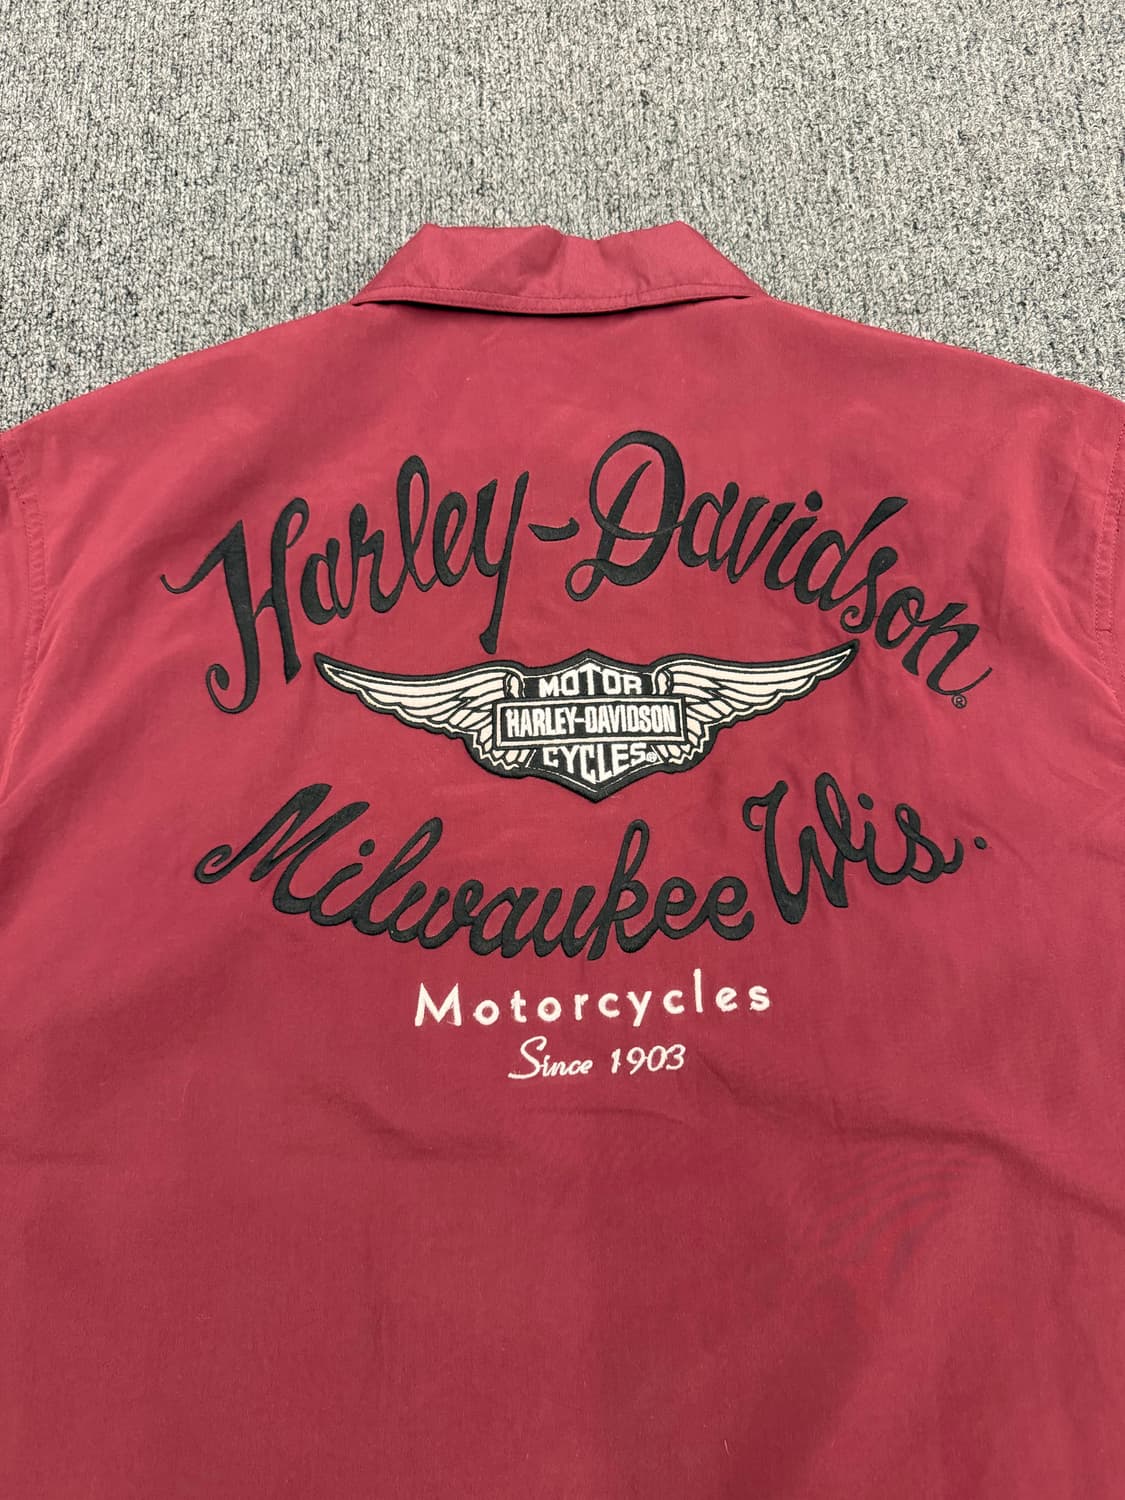 Harley-Davidson®
MOTOR
HARLEY-DAVIDSON
CYCLES®
Milwaukee Wis.
Motorcycles
Since 1903